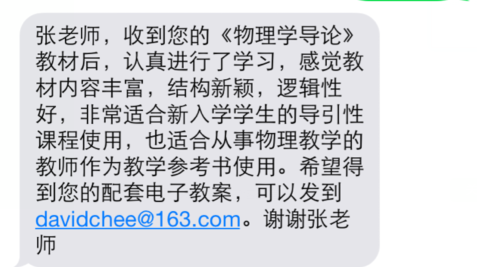 张老师，收到您的《物理学导论》
教材后，认真进行了学习，感觉教
材内容丰富，结构新颖，逻辑性
好，非常适合新入学学生的导引性
课程使用，也适合从事物理教学的
教师作为教学参考书使用。希望得
到您的配套电子教案，可以发到
davidchee@163.com。谢谢张老
师